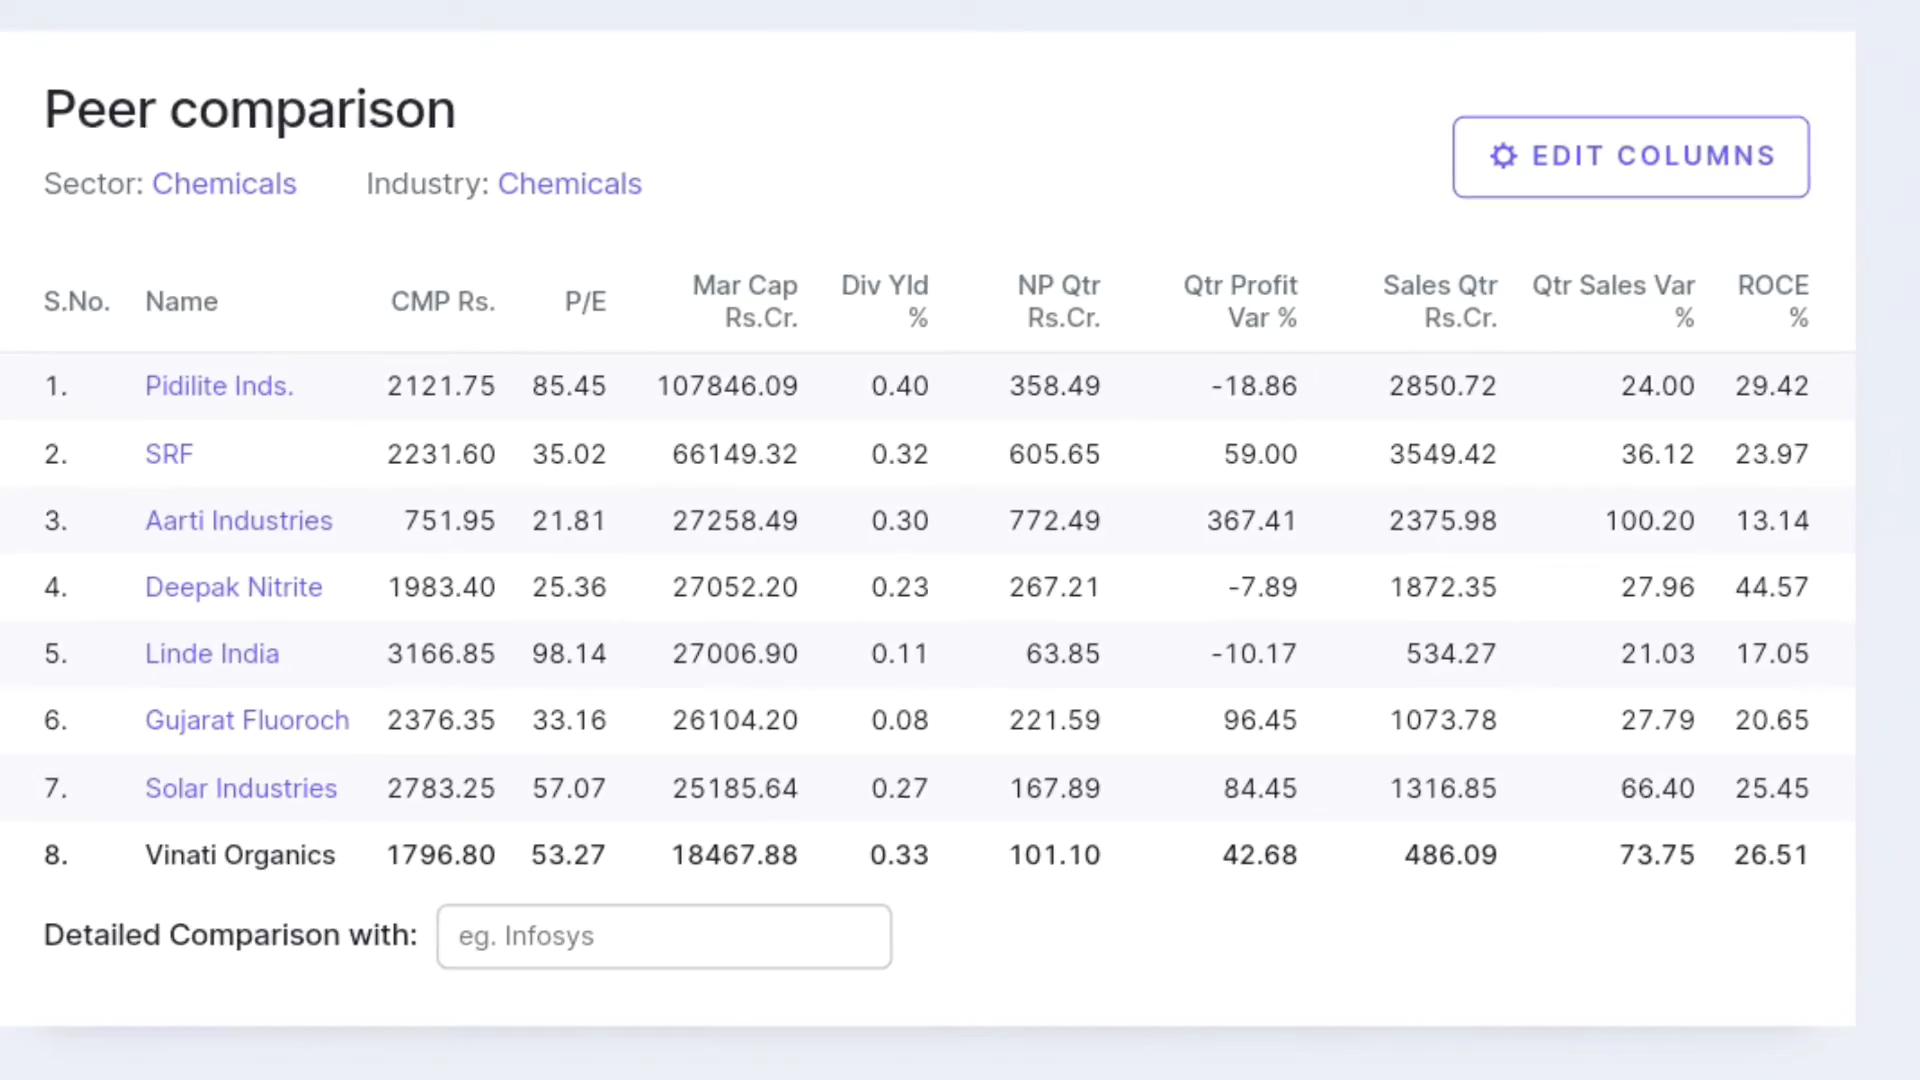 Peer comparison
Sector: Chemicals Industry: Chemicals
EDIT COLUMNS
S.No. Name CMP Rs. P/E Mar Cap Rs.Cr. Div Yld % NP Qtr Rs.Cr. Qtr Profit Var % Sales Qtr Rs.Cr. Qtr Sales Var % ROCE %
1. Pidilite Inds. 2121.75 85.45 107846.09 0.40 358.49 -18.86 2850.72 24.00 29.42
2. SRF 2231.60 35.02 66149.32 0.32 605.65 59.00 3549.42 36.12 23.97
3. Aarti Industries 751.95 21.81 27258.49 0.30 772.49 367.41 2375.98 100.20 13.14
4. Deepak Nitrite 1983.40 25.36 27052.20 0.23 267.21 -7.89 1872.35 27.96 44.57
5. Linde India 3166.85 98.14 27006.90 0.11 63.85 -10.17 534.27 21.03 17.05
6. Gujarat Fluoroch 2376.35 33.16 26104.20 0.08 221.59 96.45 1073.78 27.79 20.65
7. Solar Industries 2783.25 57.07 25185.64 0.27 167.89 84.45 1316.85 66.40 25.45
8. Vinati Organics 1796.80 53.27 18467.88 0.33 101.10 42.68 486.09 73.75 26.51
Detailed Comparison with: eg. Infosys